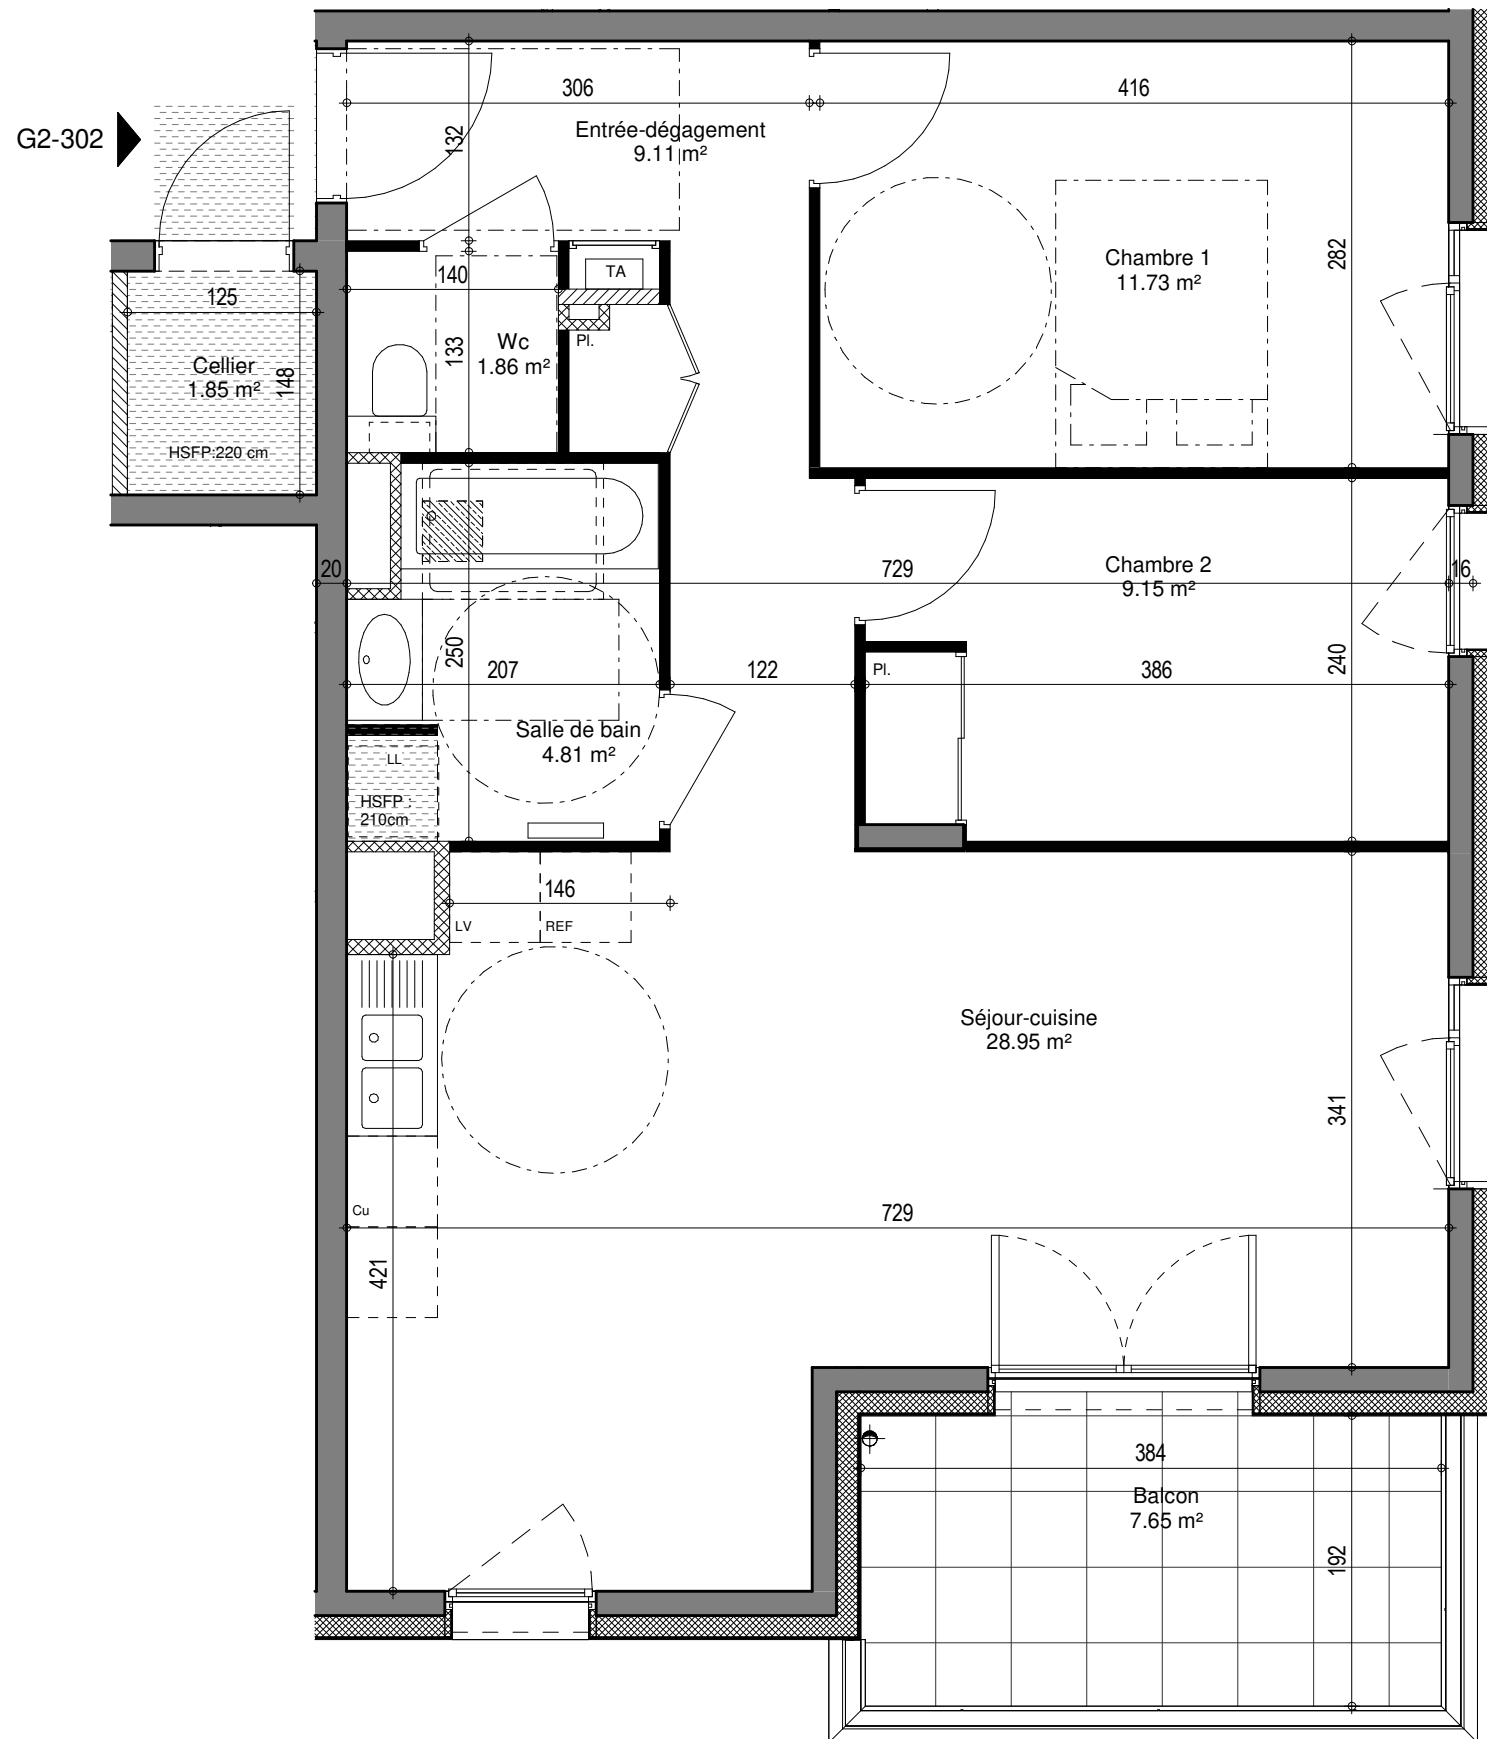 306
416
G2-302
132
Entrée-dégagement
9.11 m²
Chambre 1
11.73 m²
282
140
TA
125
133
Wc
1.86 m²
Pl.
Cellier
1.85 m²
148
HSFP:220 cm
20
729
Chambre 2
9.15 m²
16
250
207
122
Pl.
386
240
Salle de bain
4.81 m²
LL
HSFP :
210cm
146
LV
REF
Séjour-cuisine
28.95 m²
341
Cu
729
421
384
Balcon
7.65 m²
192